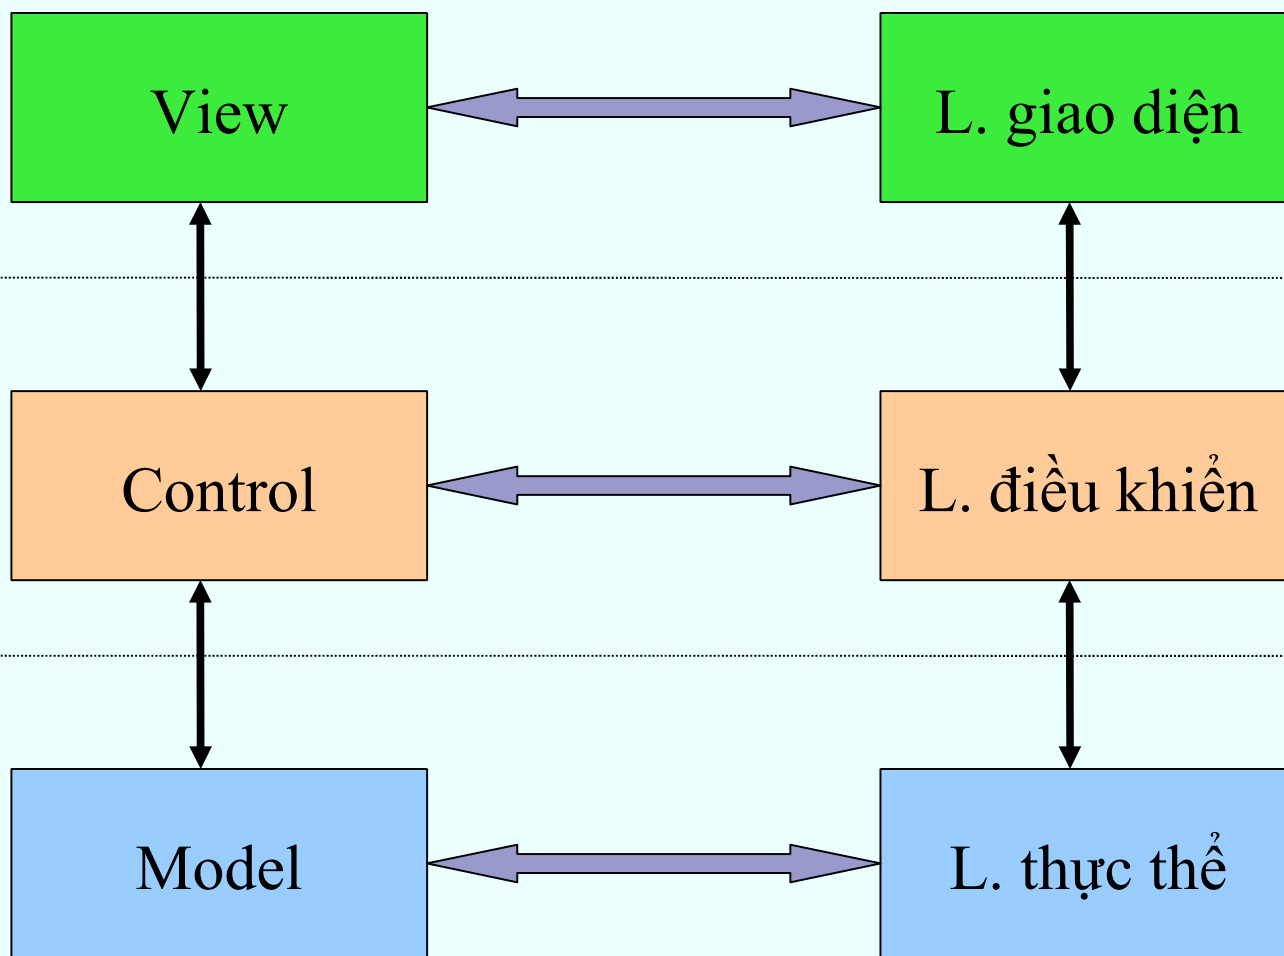 View
L. giao diện
Control
L. điều khiển
Model
L. thực thể